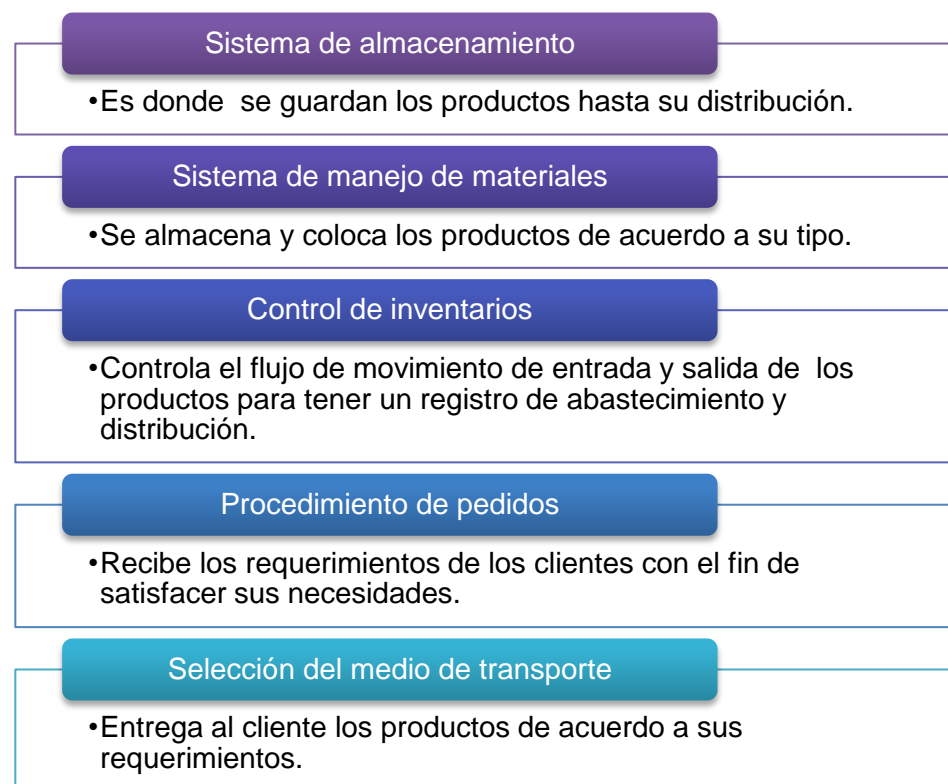 Sistema de almacenamiento
•Es donde  se guardan los productos hasta su distribución.
Sistema de manejo de materiales
•Se almacena y coloca los productos de acuerdo a su tipo.
Control de inventarios
•Controla el flujo de movimiento de entrada y salida de  los
productos para tener un registro de abastecimiento y
distribución.
Procedimiento de pedidos
•Recibe los requerimientos de los clientes con el fin de
satisfacer sus necesidades.
Selección del medio de transporte
•Entrega al cliente los productos de acuerdo a sus
requerimientos.